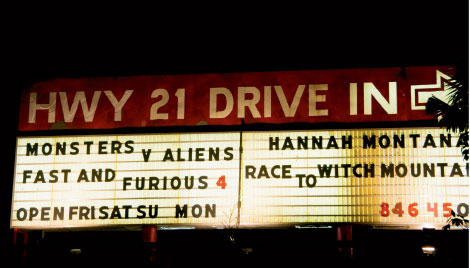 HWY 21 DRIVE IN
MONSTERS V ALIENS
FAST AND FURIOUS 4
OPEN FRI SAT SU MON
HANNAH MONTANA
RACE TO WITCH MOUNTAI
846 450